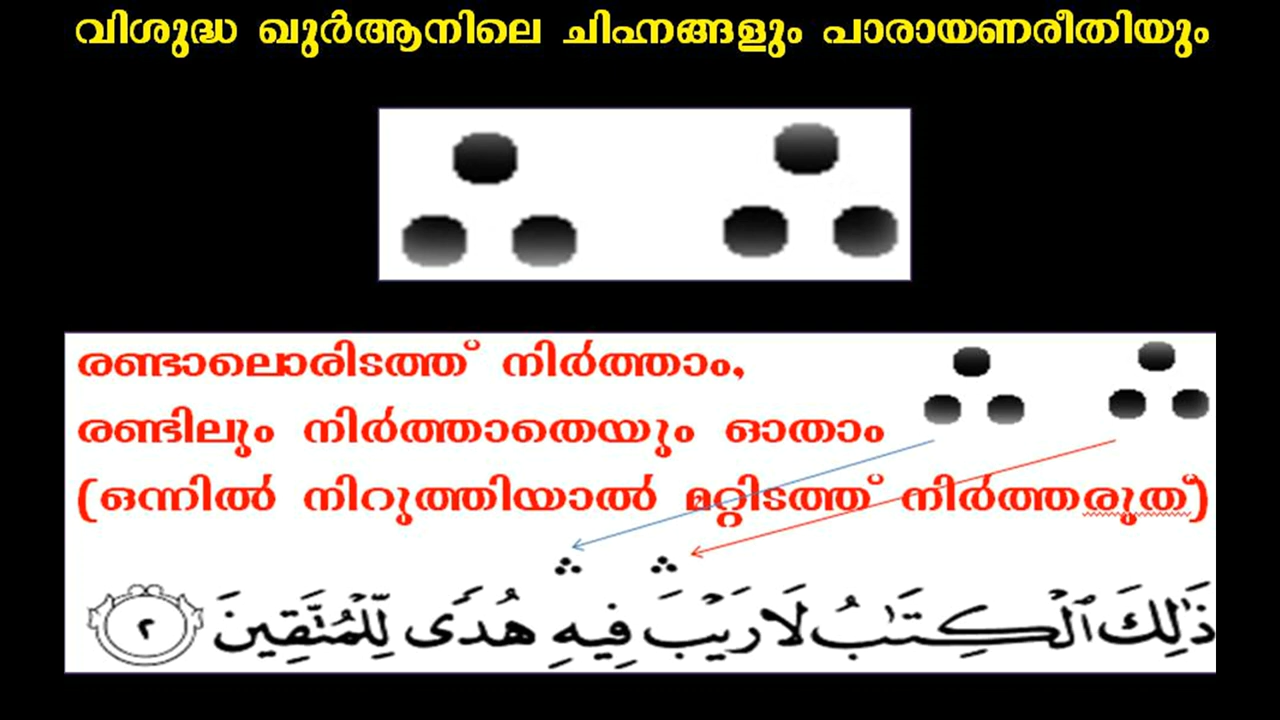 വിശുദ്ധ ഖുർആനിലെ ചിഹ്നങ്ങളും പാരായണരീതിയും
രണ്ടാലൊരിടത്ത് നിർത്താം,
രണ്ടിലും നിർത്താതെയും ഓതാം
(ഒന്നിൽ നിറുത്തിയാൽ മറ്റിടത്ത് നിർത്തരുത്)
ذَٰلِكَ ٱلْكِتَـٰبُ لَا رَيْبَ ۛ فِيهِ ۛ هُدًى لِّلْمُتَّقِينَ ٢